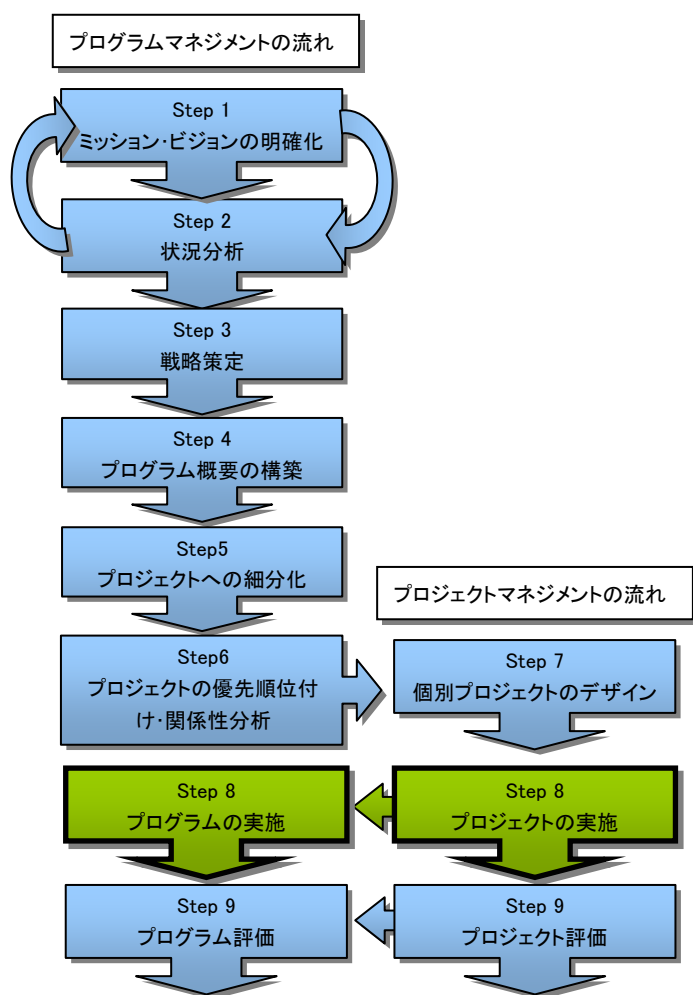 プログラムマネジメントの流れ
Step 1
ミッション・ビジョンの明確化
Step 2
状況分析
Step 3
戦略策定
Step 4
プログラム概要の構築
Step5
プロジェクトへの細分化
プロジェクトマネジメントの流れ
Step6
プロジェクトの優先順位付
け・関係性分析
Step 7
個別プロジェクトのデザイン
Step 8
プログラムの実施
Step 8
プロジェクトの実施
Step 9
プログラム評価
Step 9
プロジェクト評価